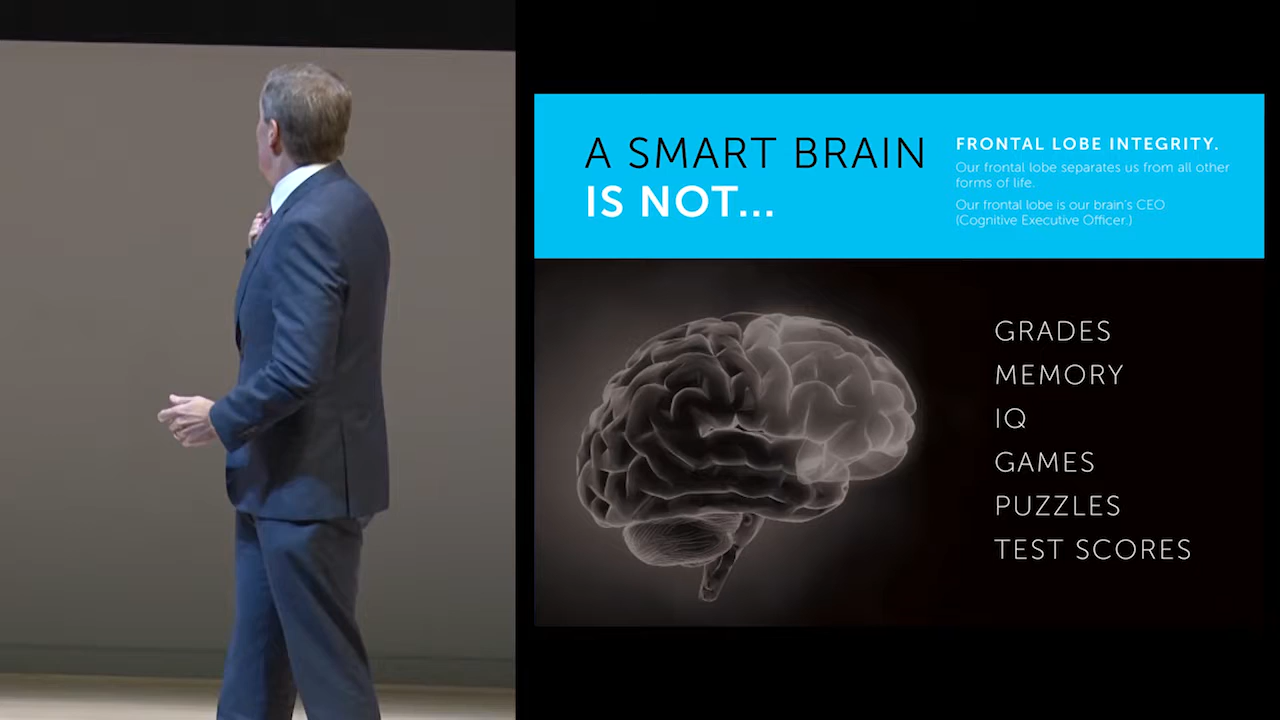 A SMART BRAIN
IS NOT...
FRONTAL LOBE INTEGRITY.
Our frontal lobe separates us from all other
forms of life.
Our frontal lobe is our brain's CEO
(Cognitive Executive Officer.)
GRADES
MEMORY
IQ
GAMES
PUZZLES
TEST SCORES